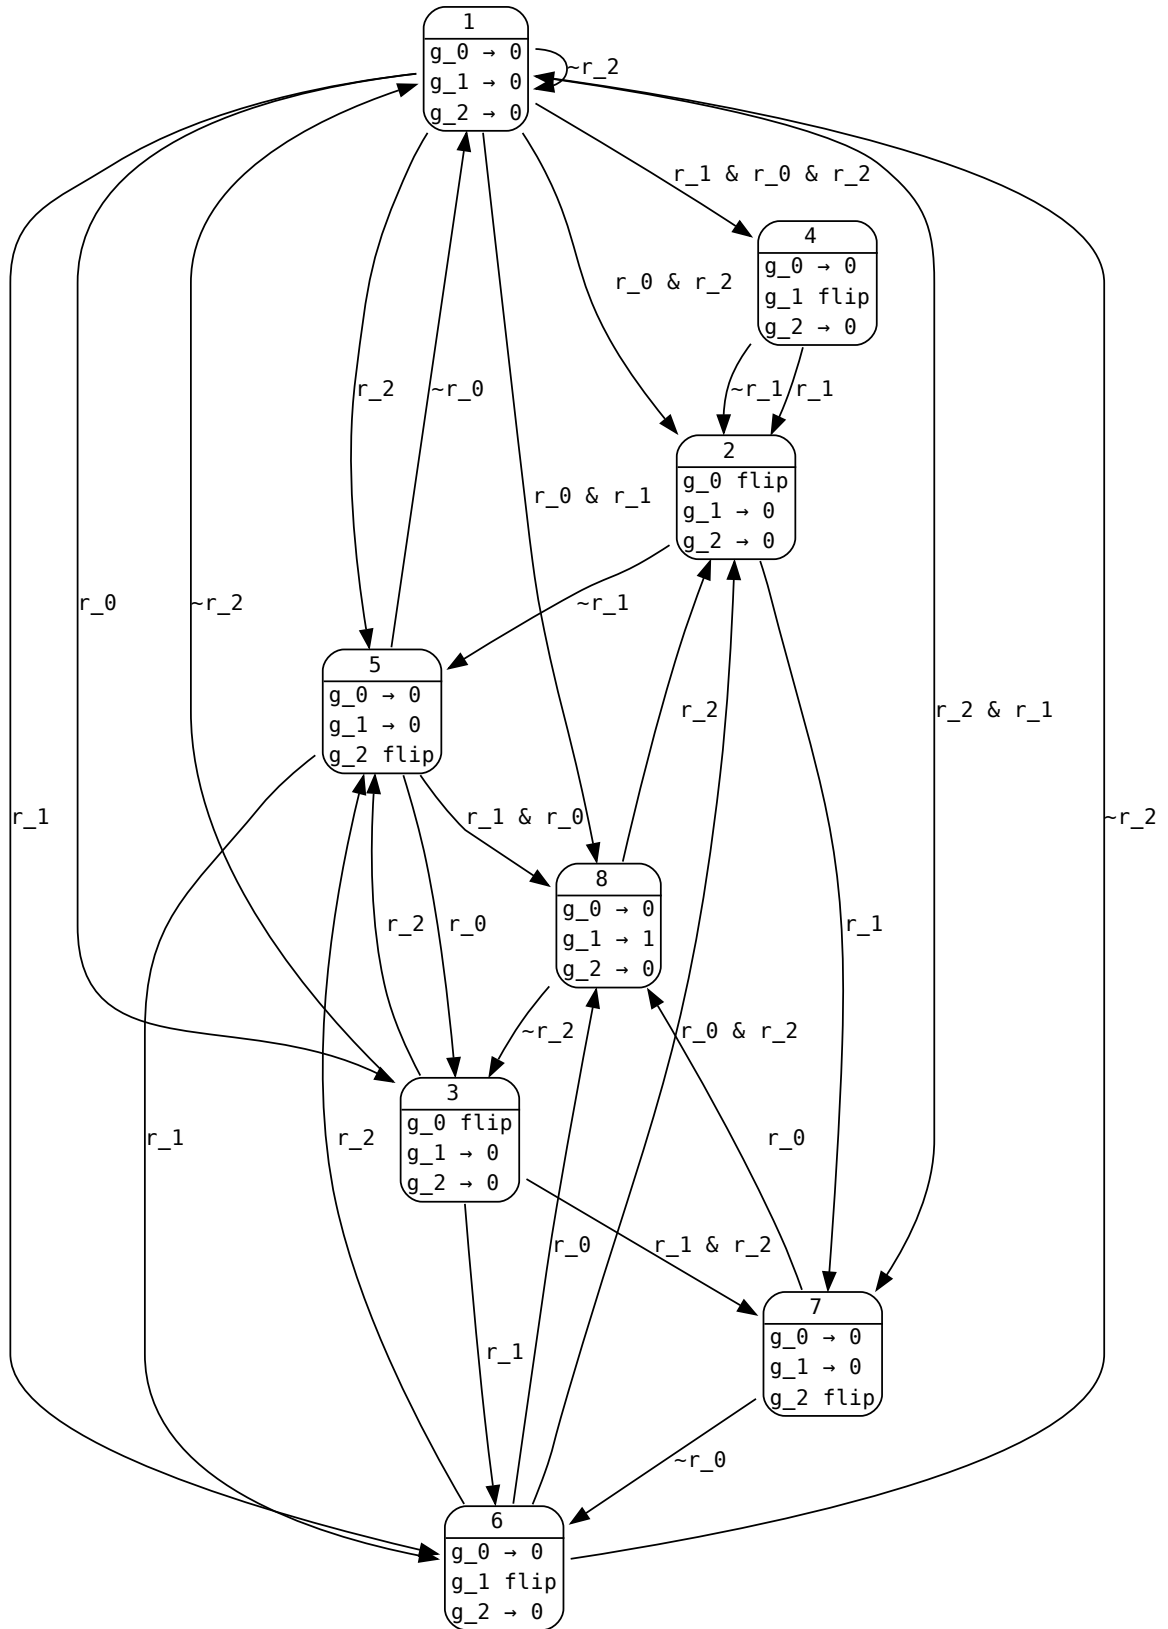 1
g_0 → 0
g_1 → 0
g_2 → 0
~r_2
r_1 & r_0 & r_2
4
g_0 → 0
g_1 flip
g_2 → 0
r_0 & r_2
r_2
~r_0
~r_1
r_1
2
g_0 flip
g_1 → 0
g_2 → 0
r_0 & r_1
r_0
~r_2
~r_1
5
g_0 → 0
g_1 → 0
g_2 flip
r_2
r_2 & r_1
r_1
r_1 & r_0
~r_2
8
g_0 → 0
g_1 → 1
g_2 → 0
r_2
r_0
r_1
~r_2
r_0 & r_2
3
g_0 flip
g_1 → 0
g_2 → 0
r_1
r_2
r_0
r_0
r_1 & r_2
7
g_0 → 0
g_1 → 0
g_2 flip
r_1
~r_0
6
g_0 → 0
g_1 flip
g_2 → 0